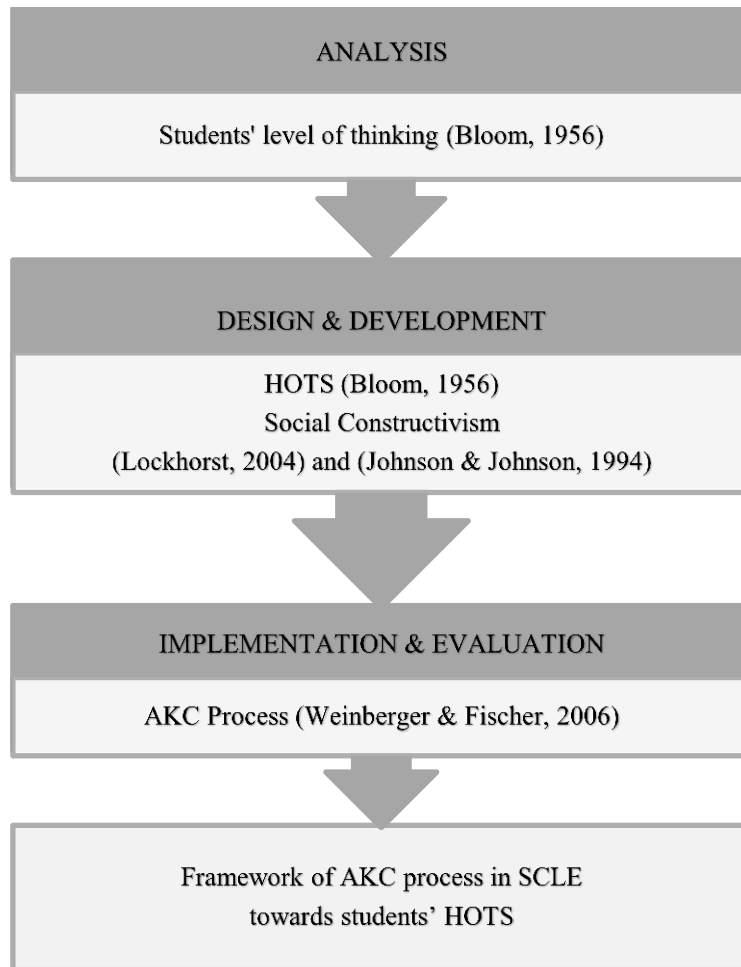 ANALYSIS
Students' level of thinking (Bloom, 1956)
DESIGN & DEVELOPMENT
HOTS (Bloom, 1956)
Social Constructivism
(Lockhorst, 2004) and (Johnson & Johnson, 1994)
IMPLEMENTATION & EVALUATION
AKC Process (Weinberger & Fischer, 2006)
Framework of AKC process in SCLE
towards students’ HOTS